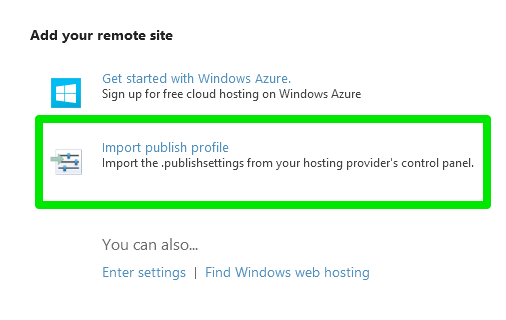 Add your remote site
Get started with Windows Azure.
Sign up for free cloud hosting on Windows Azure
Import publish profile
Import the .publishsettings from your hosting provider's control panel.
You can also...
Enter settings | Find Windows web hosting